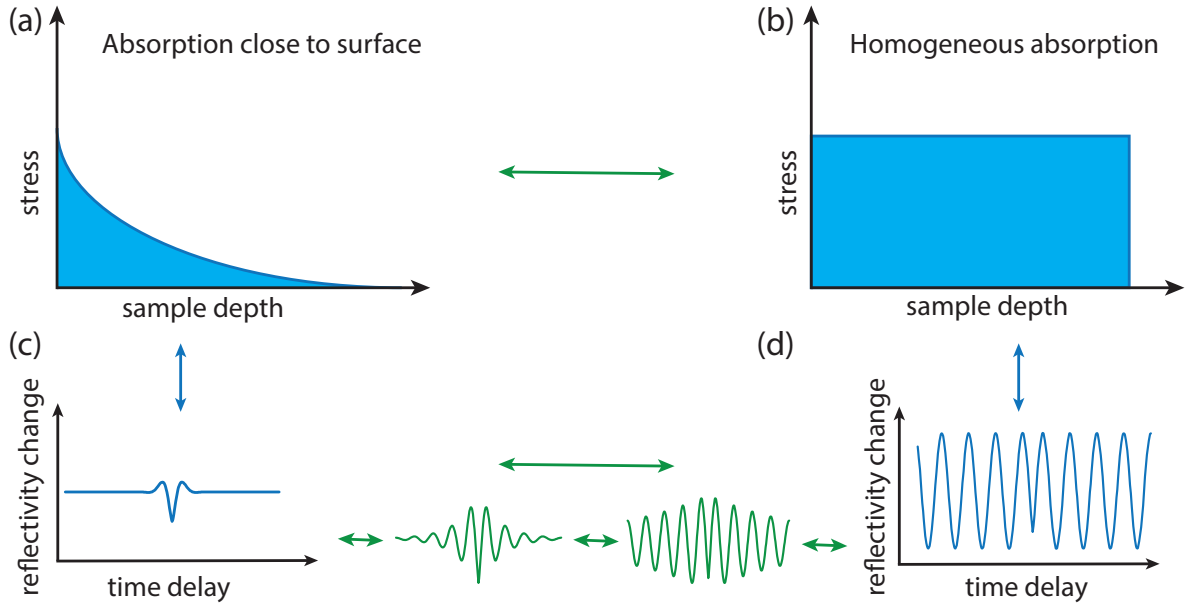 (a)
Absorption close to surface
stress
sample depth
(b)
Homogeneous absorption
stress
sample depth
(c)
reflectivity change
time delay
(d)
reflectivity change
time delay